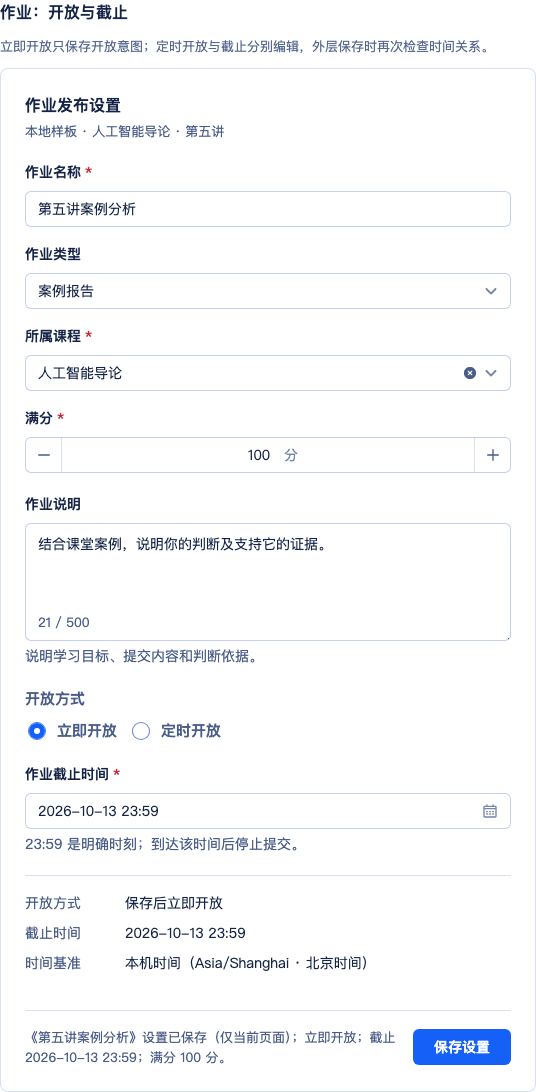 作业：开放与截止
立即开放只保存开放意图；定时开放与截止分别编辑，外层保存时再次检查时间关系。
作业发布设置
本地样板 · 人工智能导论 · 第五讲
作业名称 *
第五讲案例分析
作业类型
案例报告
所属课程 *
人工智能导论
满分 *
100 分
作业说明
结合课堂案例，说明你的判断及支持它的证据。
21 / 500
说明学习目标、提交内容和判断依据。
开放方式
立即开放 定时开放
作业截止时间 *
2026-10-13 23:59
23:59 是明确时刻；到达该时间后停止提交。
开放方式 保存后立即开放
截止时间 2026-10-13 23:59
时间基准 本机时间（Asia/Shanghai · 北京时间）
《第五讲案例分析》设置已保存（仅当前页面）；立即开放；截止
2026-10-13 23:59；满分 100 分。
保存设置